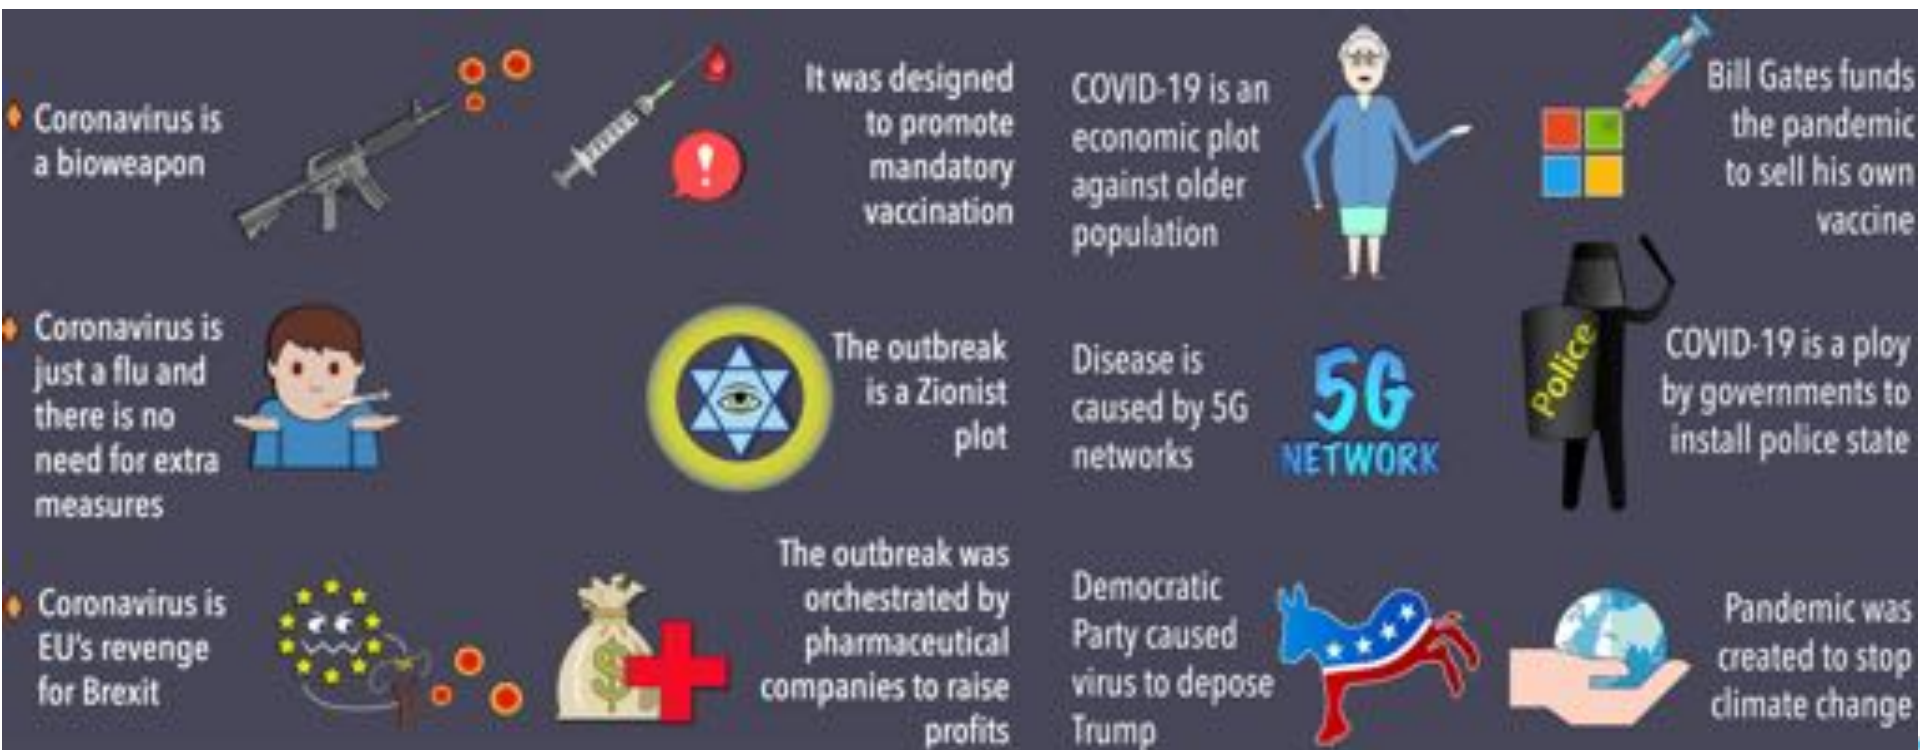 Coronavirus is
a bioweapon
It was designed
to promote
mandatory
vaccination
COVID-19 is an
economic plot
against older
population
Bill Gates funds
the pandemic
to sell his own
vaccine
Coronavirus is
just a flu and
there is no
need for extra
measures
The outbreak
is a Zionist
plot
Disease is
caused by 5G
networks
5G
NETWORK
Police
COVID-19 is a ploy
by governments to
install police state
Coronavirus is
EU's revenge
for Brexit
The outbreak was
orchestrated by
pharmaceutical
companies to raise
profits
Democratic
Party caused
virus to depose
Trump
Pandemic was
created to stop
climate change